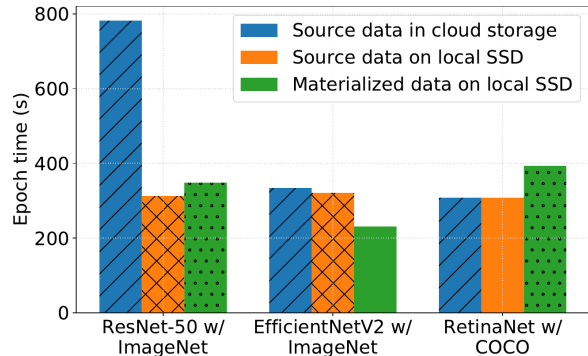 800
600
400
200
0
Epoch time (s)
Source data in cloud storage
Source data on local SSD
Materialized data on local SSD
ResNet-50 w/
ImageNet
EfficientNetV2 w/
ImageNet
RetinaNet w/
COCO